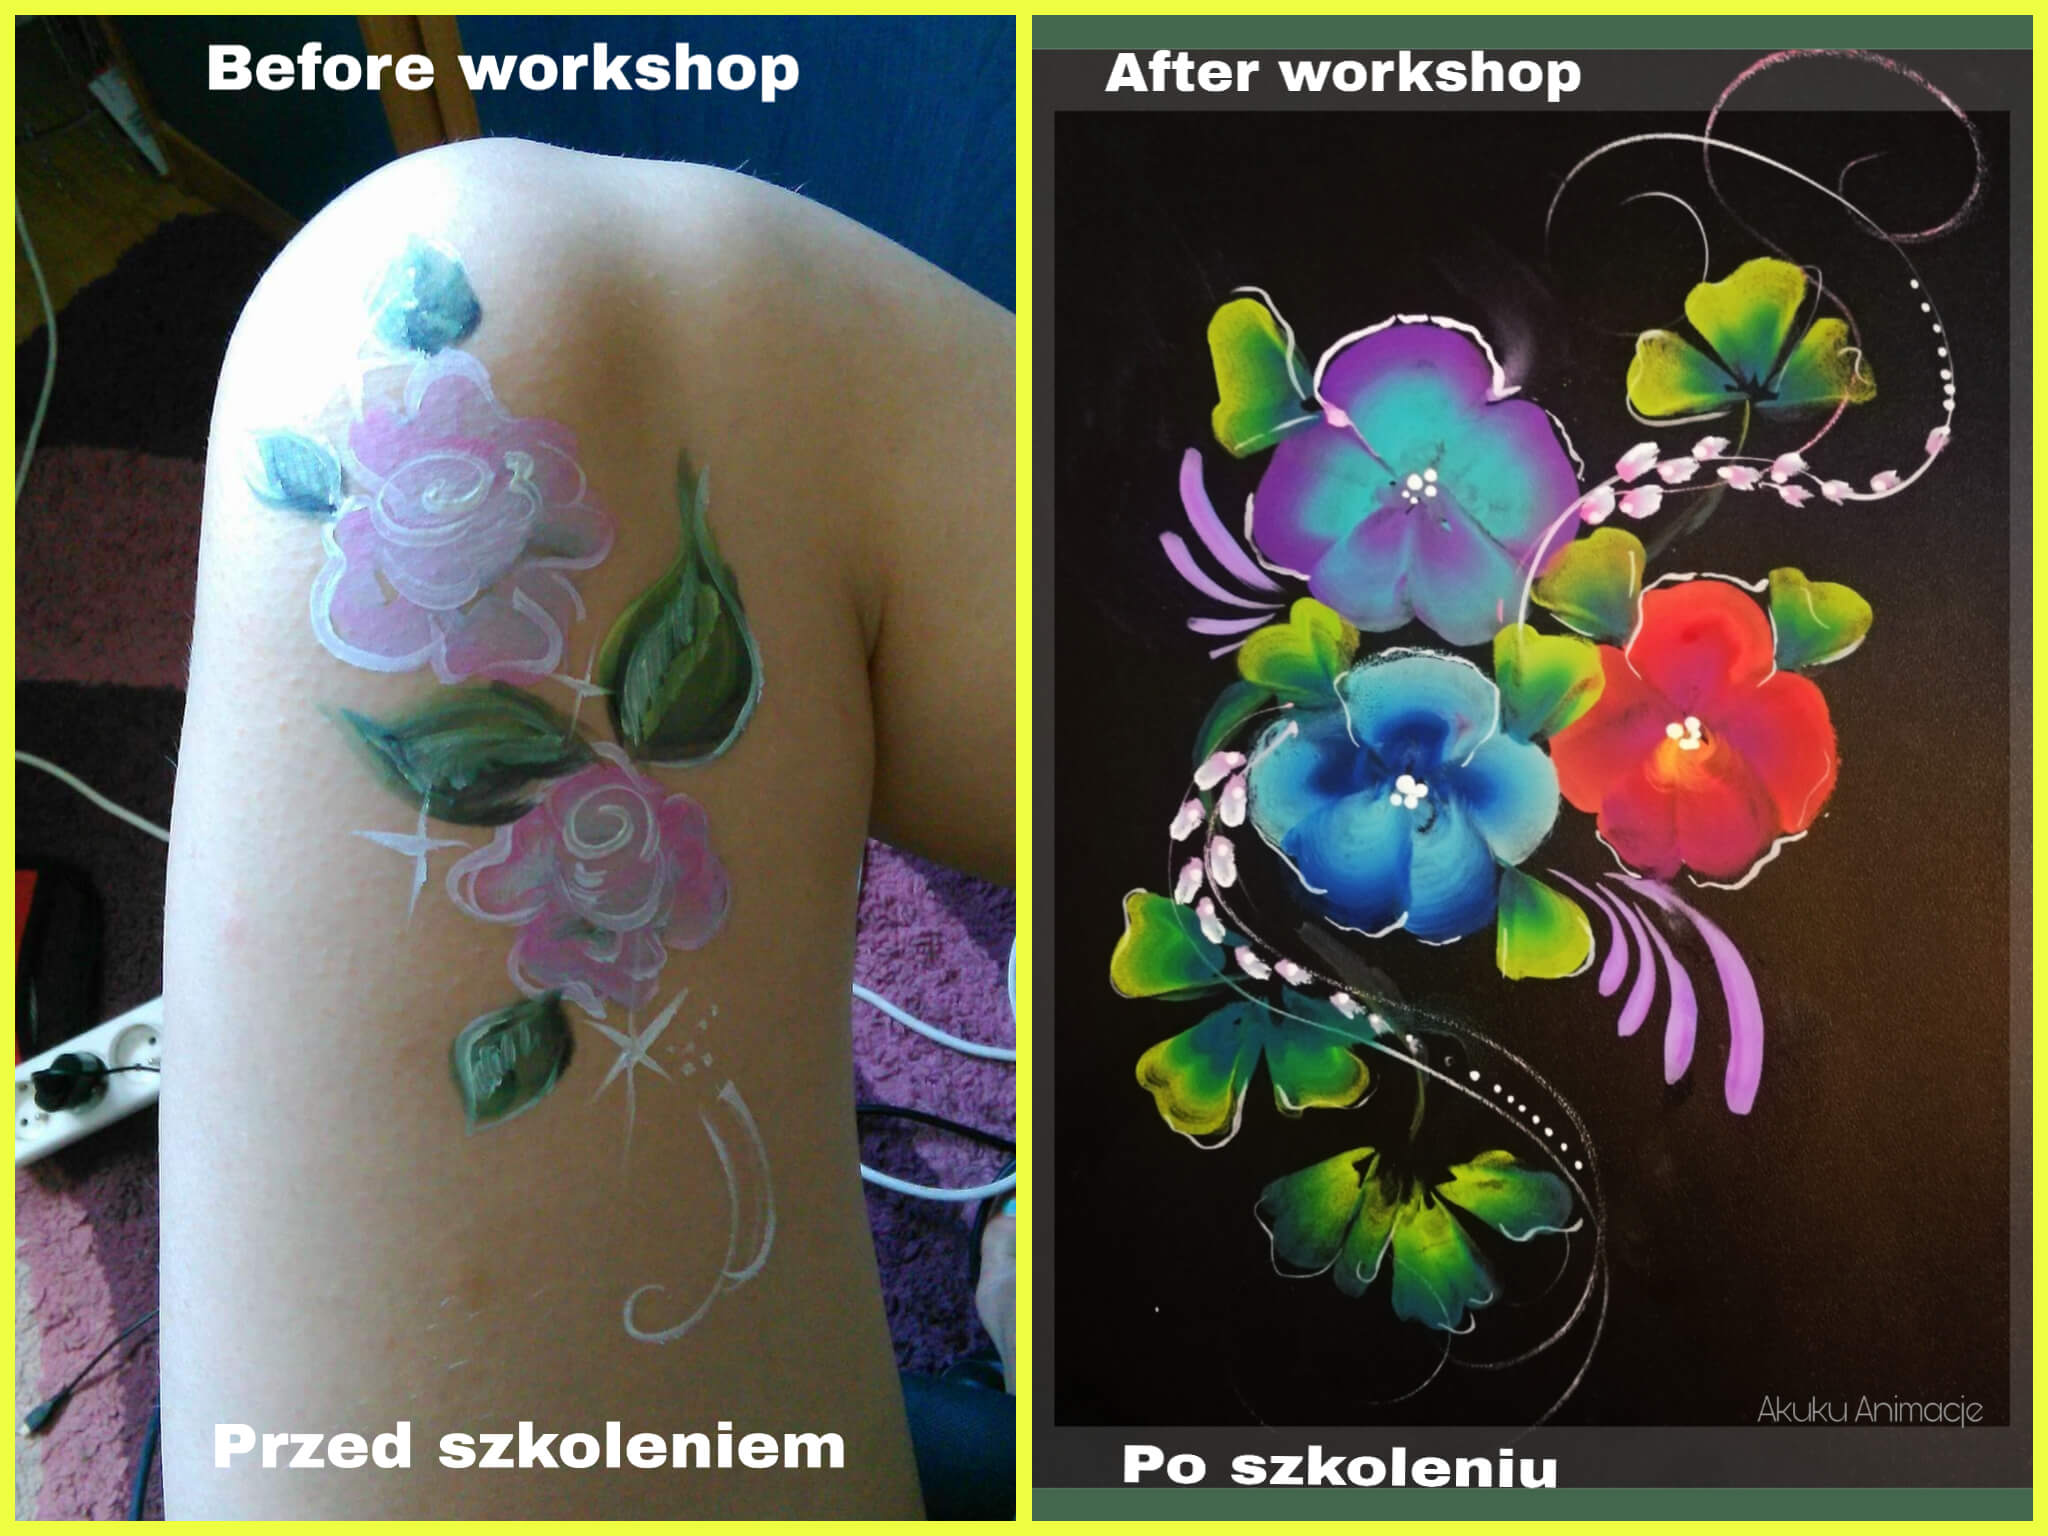 Before workshop
Przed szkoleniem
After workshop
Akuku Animacje
Po szkoleniu